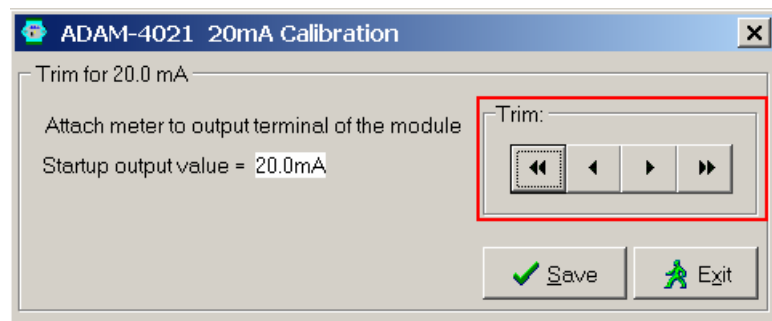 ADAM-4021 20mA Calibration
Trim for 20.0 mA
Attach meter to output terminal of the module
Startup output value = 20.0mA
Trim:
Save
Exit